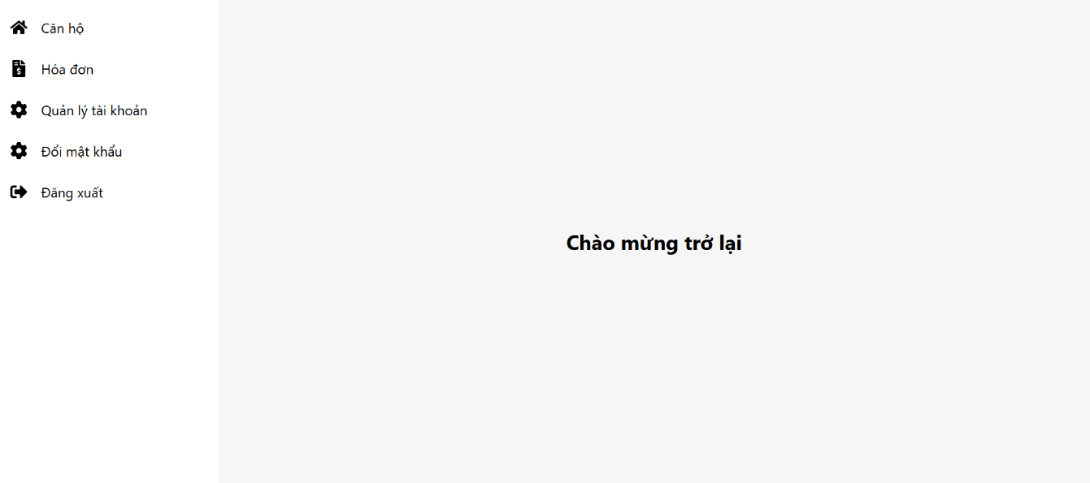 Căn hộ
Hóa đơn
Quản lý tài khoản
Đổi mật khẩu
Đăng xuất
Chào mừng trở lại